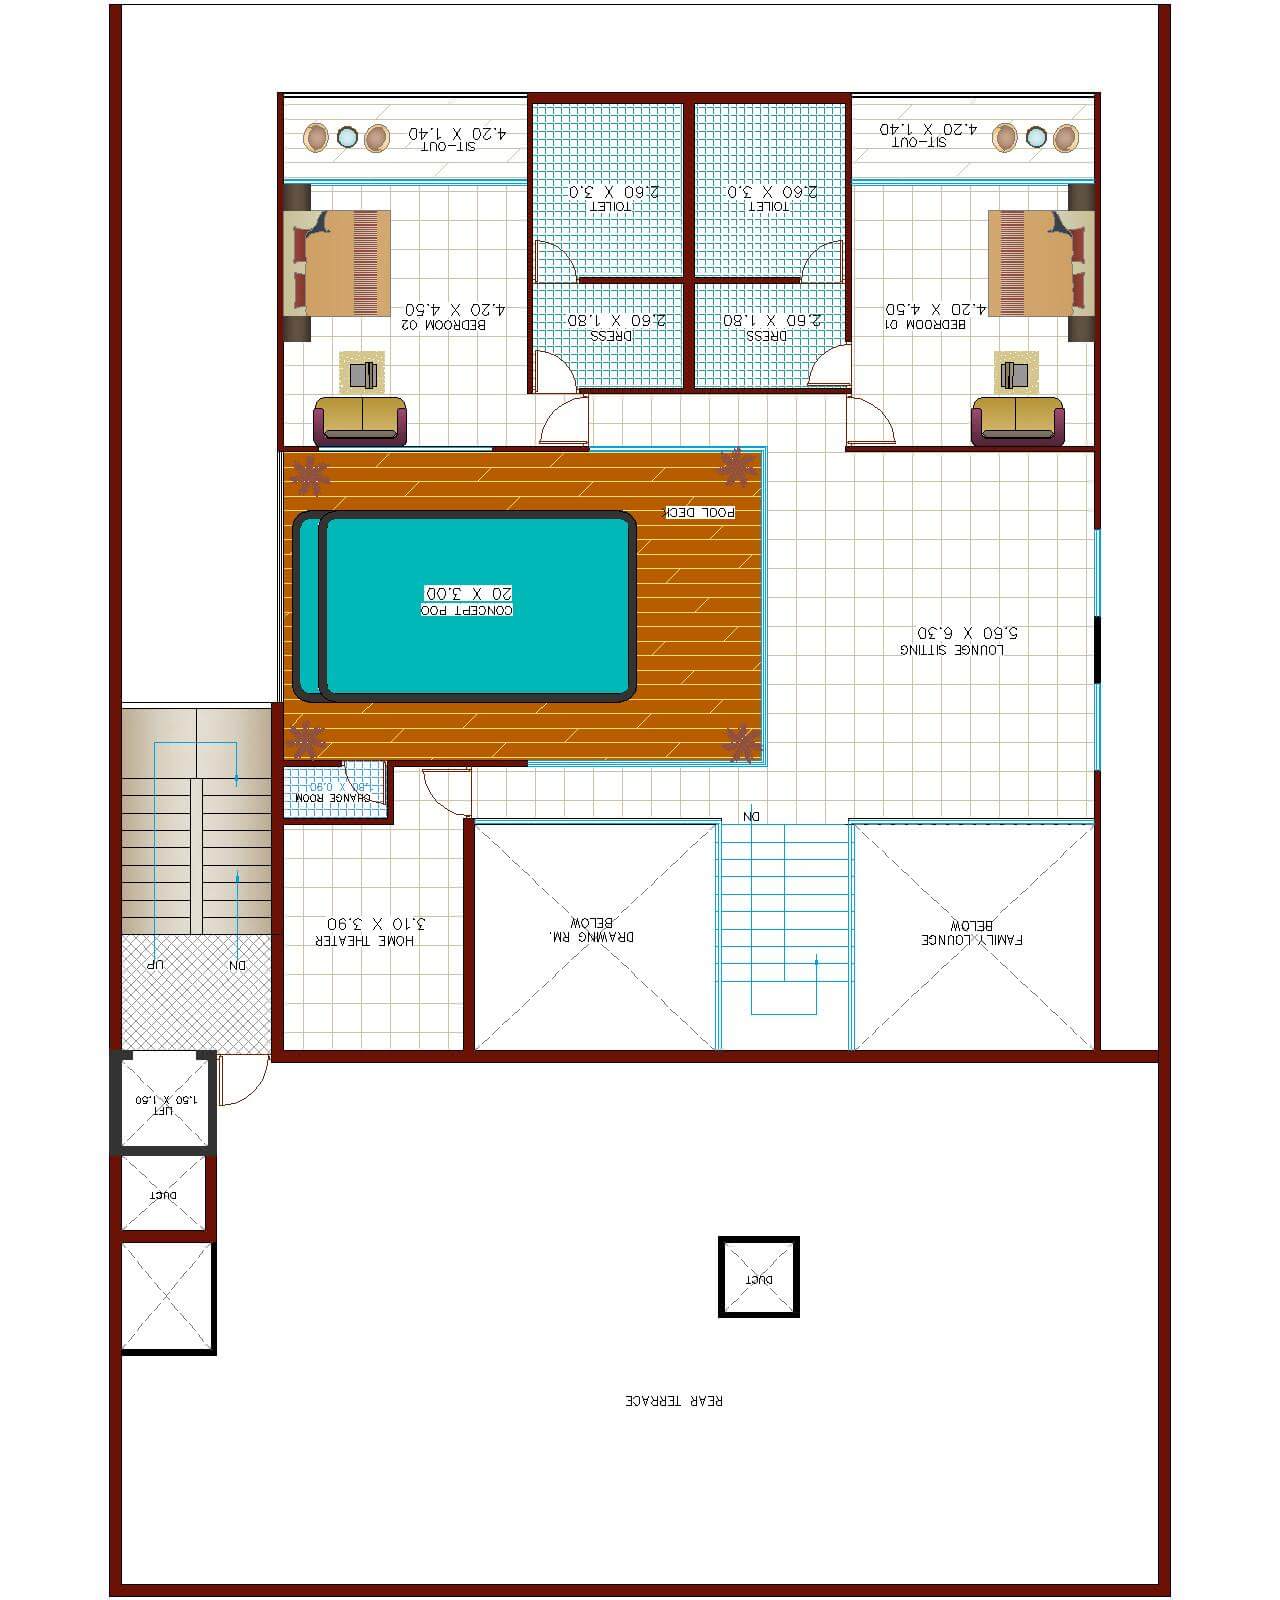 REAR TERRACE
DUCT
DUCT
LIFT
1.50 X 1.50
DN
UP
FAMILY LOUNGE
BELOW
DRAWING RM.
BELOW
HOME THEATER
3.10 X 3.90
DN
CHANGE ROOM
1.80 X 0.90
LOUNGE SITTING
5.60 X 6.30
CONCEPT POO
20 X 3.00
POOL DECK
BEDROOM 01
4.20 X 4.50
DRESS
2.60 X 1.80
DRESS
2.60 X 1.80
BEDROOM 02
4.20 X 4.50
TOILET
2.60 X 3.0
TOILET
2.60 X 3.0
SIT-OUT
4.20 X 1.40
SIT-OUT
4.20 X 1.40